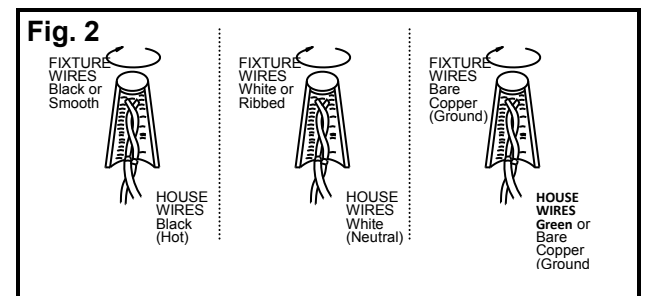 Fig. 2
FIXTURE
WIRES
Black or
Smooth
HOUSE
WIRES
Black
(Hot)
FIXTURE
WIRES
White or
Ribbed
HOUSE
WIRES
White
(Neutral)
FIXTURE
WIRES
Bare
Copper
(Ground)
HOUSE
WIRES
Green or
Bare
Copper
(Ground